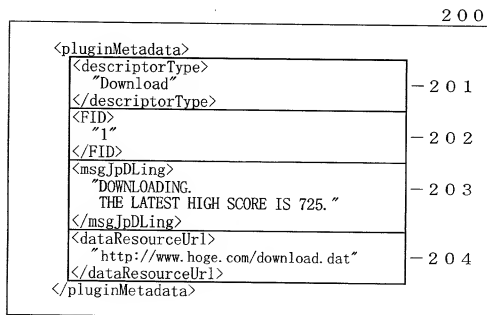 200
<pluginMetadata>
<descriptorType>
"Download"
</descriptorType>
201
<FID>
"1"
</FID>
202
<msgJpDLing>
"DOWNLOADING.
THE LATEST HIGH SCORE IS 725."
</msgJpDLing>
203
<dataResourceUrl>
"http://www.hoge.com/download.dat"
</dataResourceUrl>
204
</pluginMetadata>